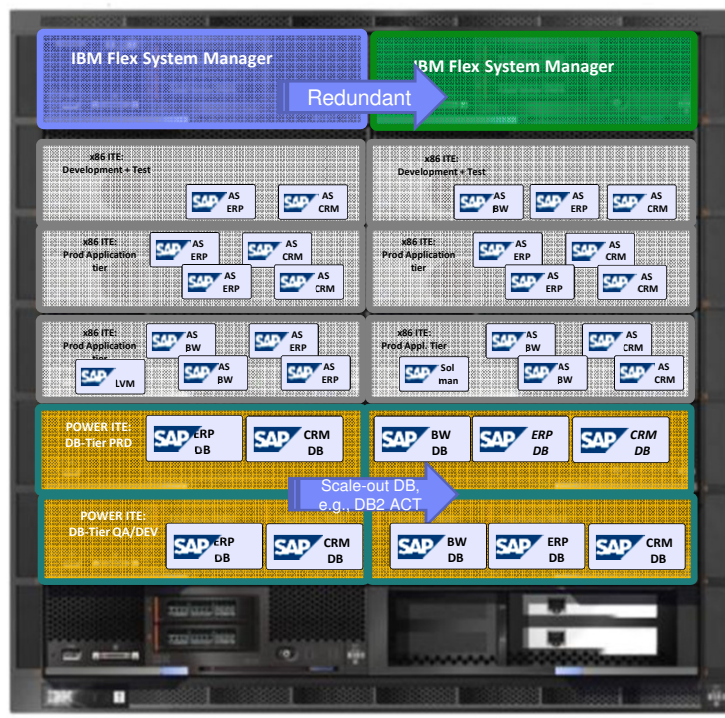 IBM Flex System Manager
IBM Flex System Manager
Redundant
x86 ITE:
Development + Test
SAP AS
ERP
SAP AS
CRM
x86 ITE:
Development + Test
SAP AS
BW
SAP AS
ERP
SAP AS
CRM
x86 ITE:
Prod Application
tier
SAP AS
ERP
SAP AS
CRM
SAP AS
ERP
SAP AS
CRM
x86 ITE:
Prod Application
tier
SAP AS
ERP
SAP AS
CRM
SAP AS
ERP
SAP AS
CRM
x86 ITE:
Prod Application
tier
SAP AS
BW
SAP AS
ERP
SAP LVM
SAP AS
BW
SAP AS
ERP
x86 ITE:
Prod Appl. Tier
SAP AS
BW
SAP AS
CRM
SAP Sol
man
SAP AS
BW
SAP AS
CRM
POWER ITE:
DB-Tier PRD
SAP ERP
DB
SAP CRM
DB
SAP BW
DB
SAP ERP
DB
SAP CRM
DB
Scale-out DB,
e.g., DB2 ACT
POWER ITE:
DB-Tier QA/DEV
SAP ERP
DB
SAP CRM
DB
SAP BW
DB
SAP ERP
DB
SAP CRM
DB
IBM